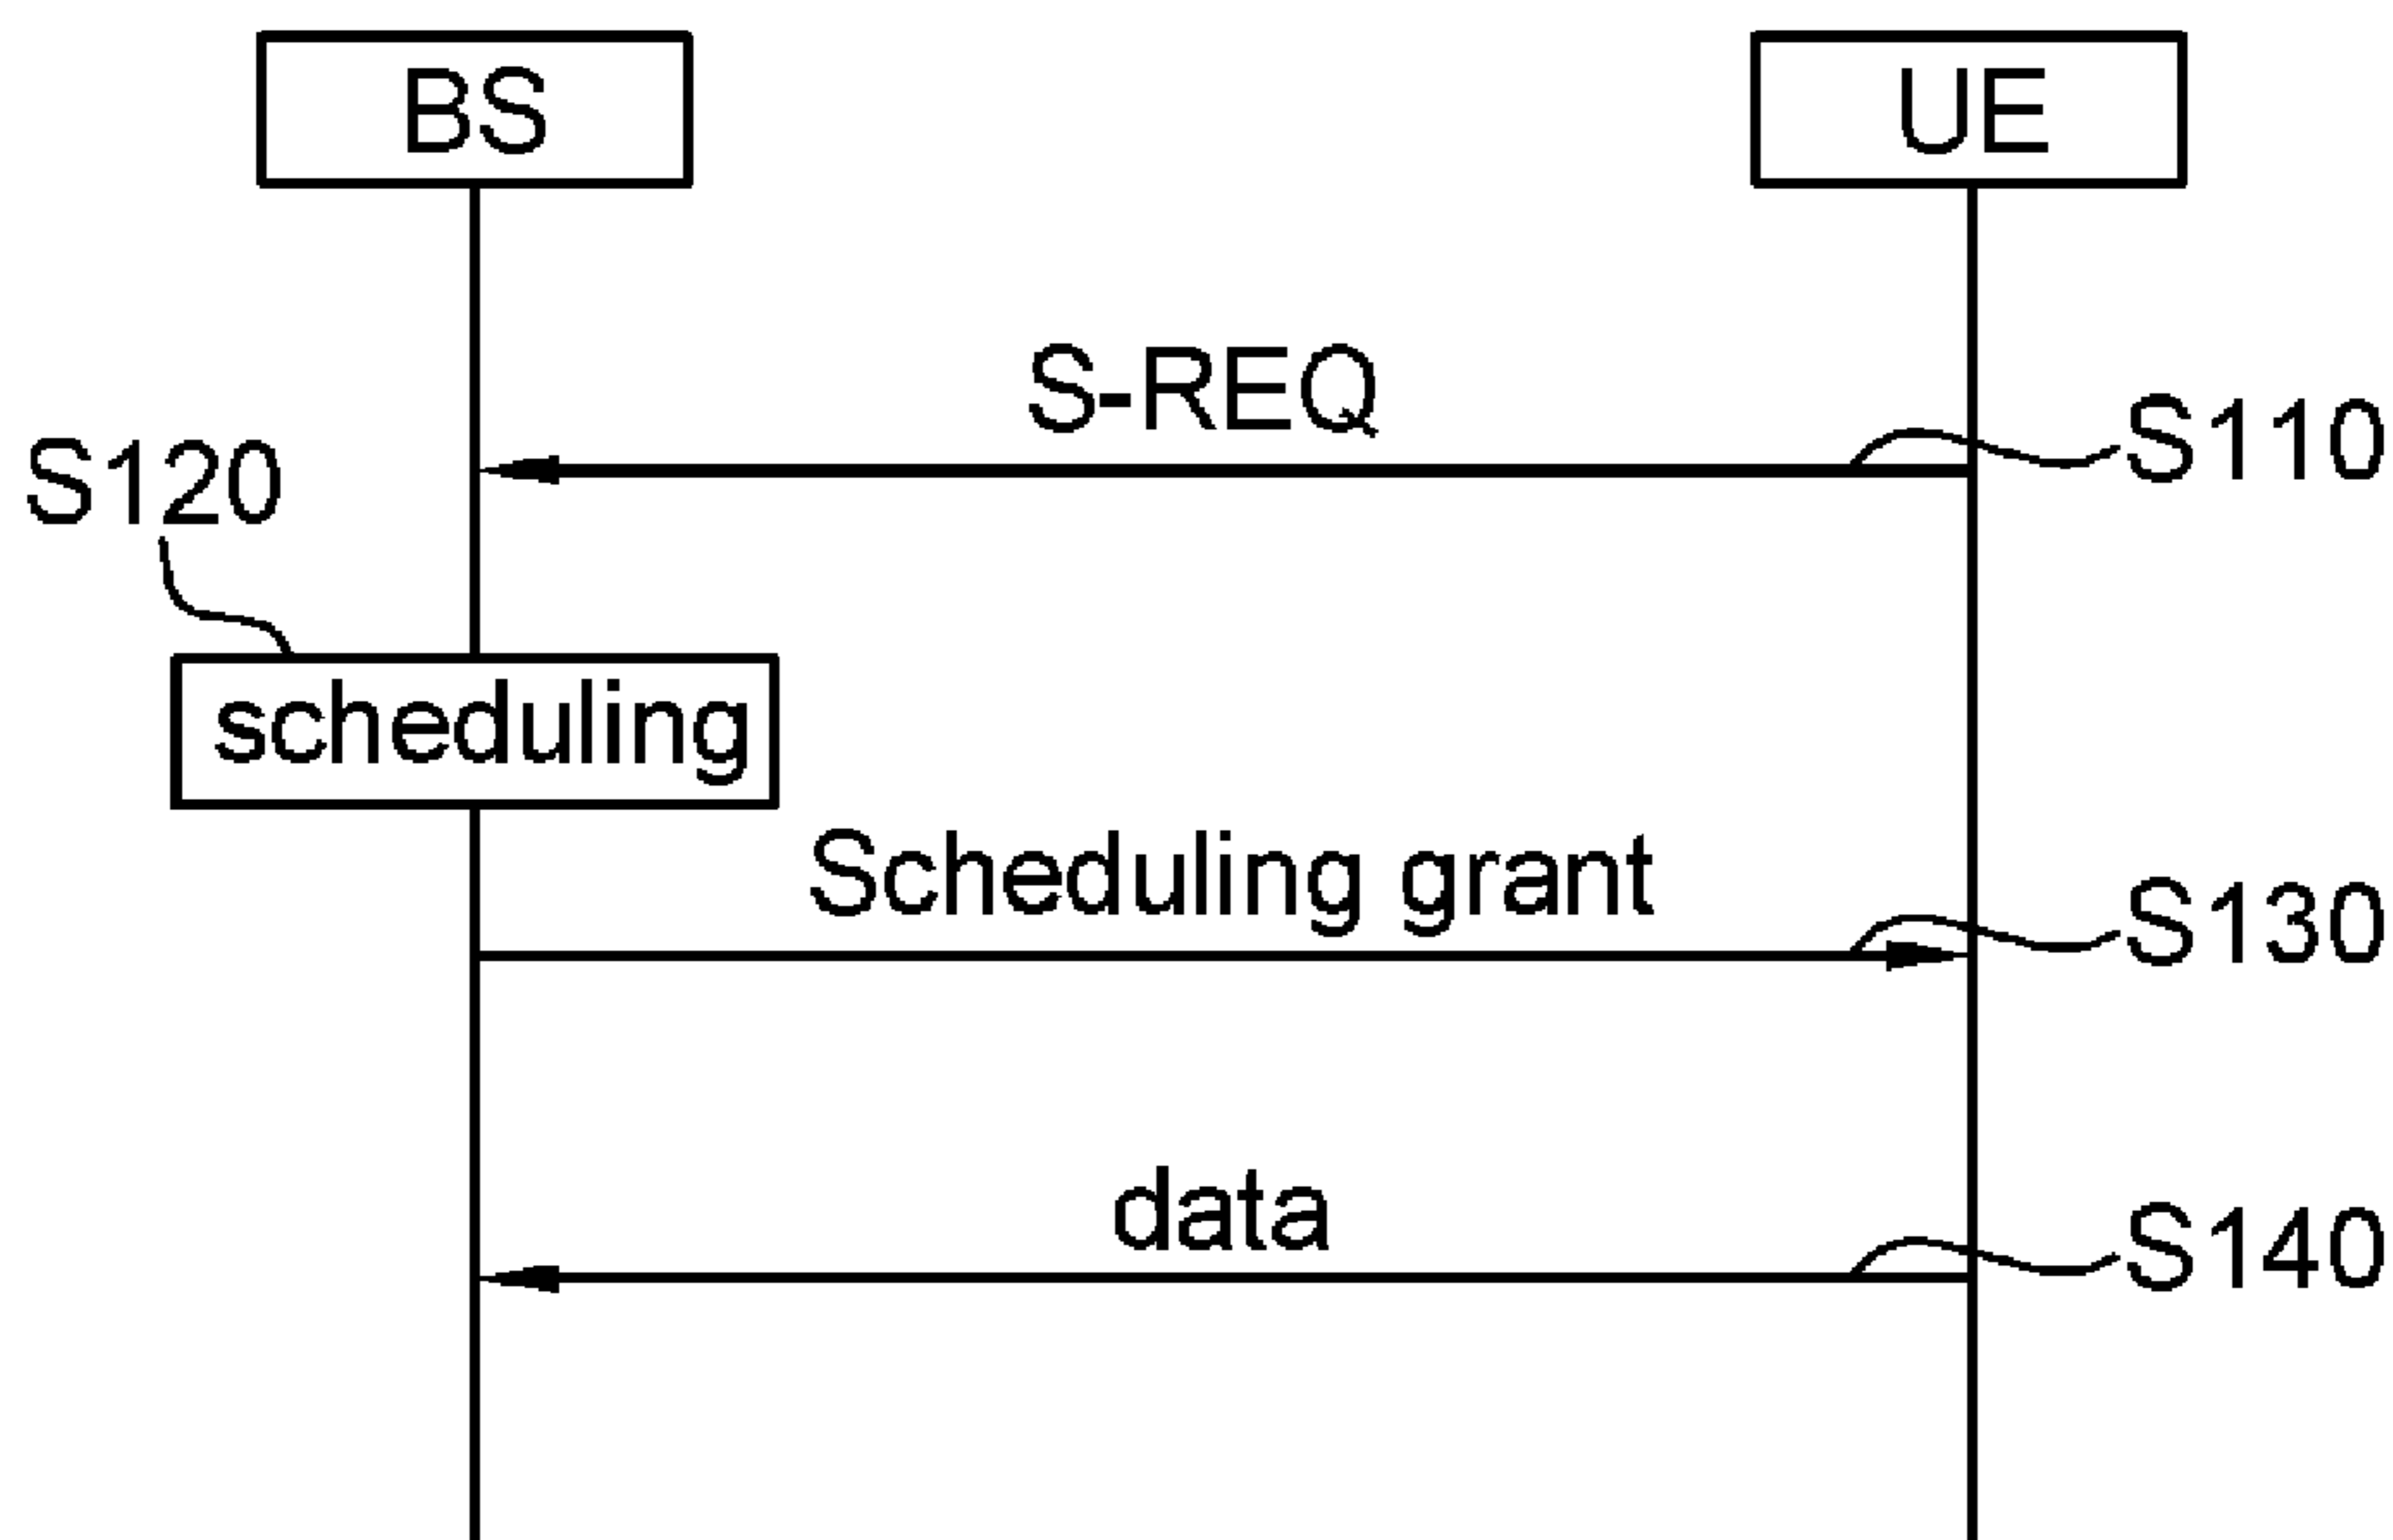 BS
UE
S-REQ
S110
S120
scheduling
Scheduling grant
S130
data
S140